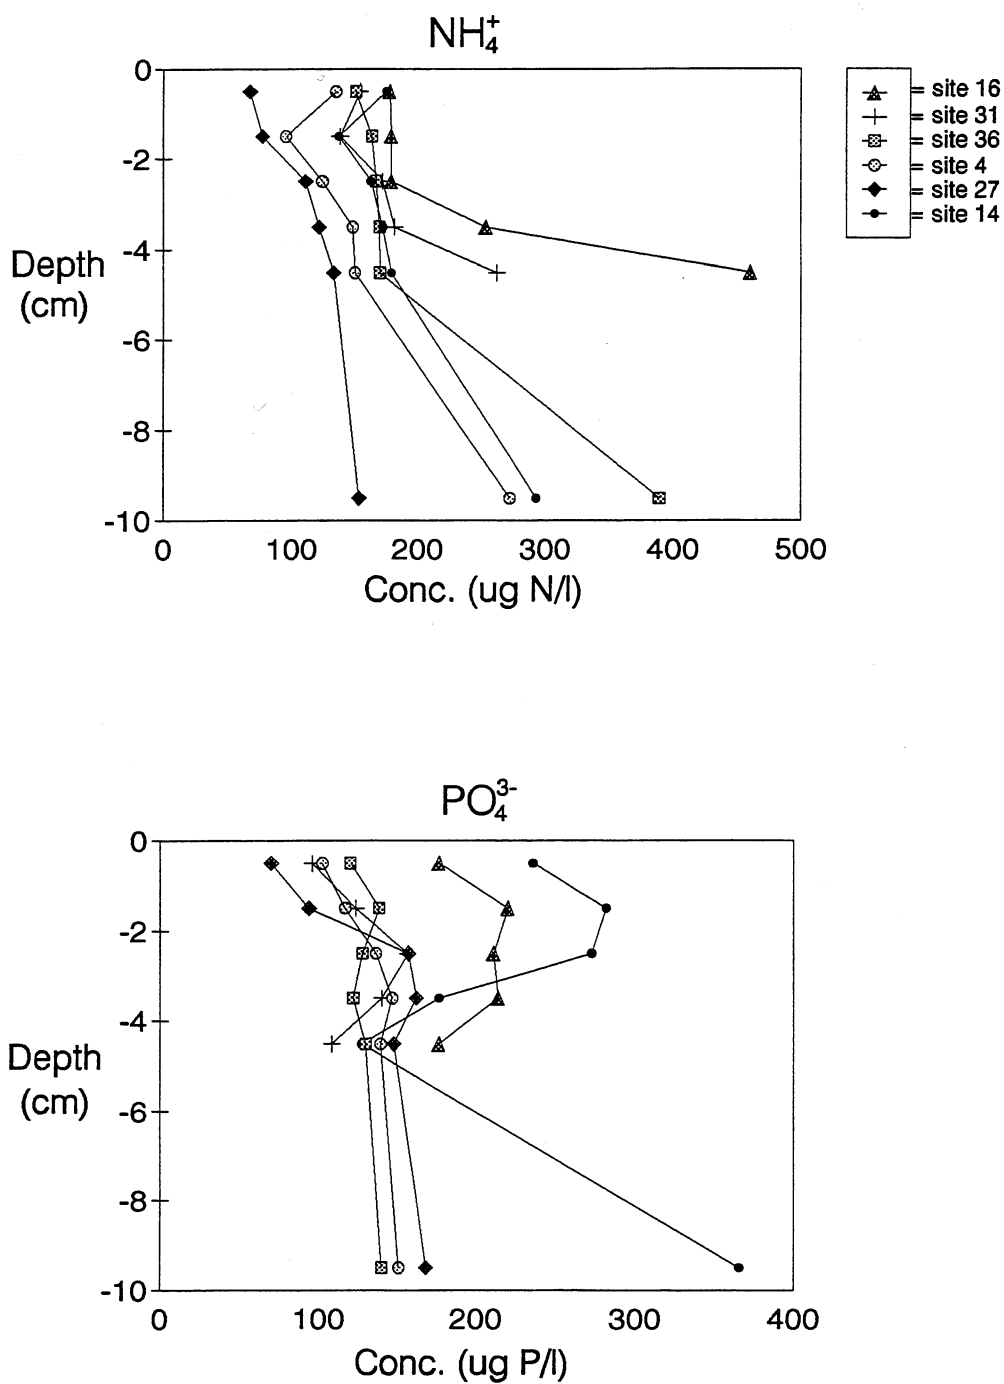 NH₄⁺
0
-2
-4
-6
-8
-10
Depth
(cm)
0 100 200 300 400 500
Conc. (ug N/l)
= site 16
= site 31
= site 36
= site 4
= site 27
= site 14
PO₄³⁻
0
-2
-4
-6
-8
-10
Depth
(cm)
0 100 200 300 400
Conc. (ug P/l)